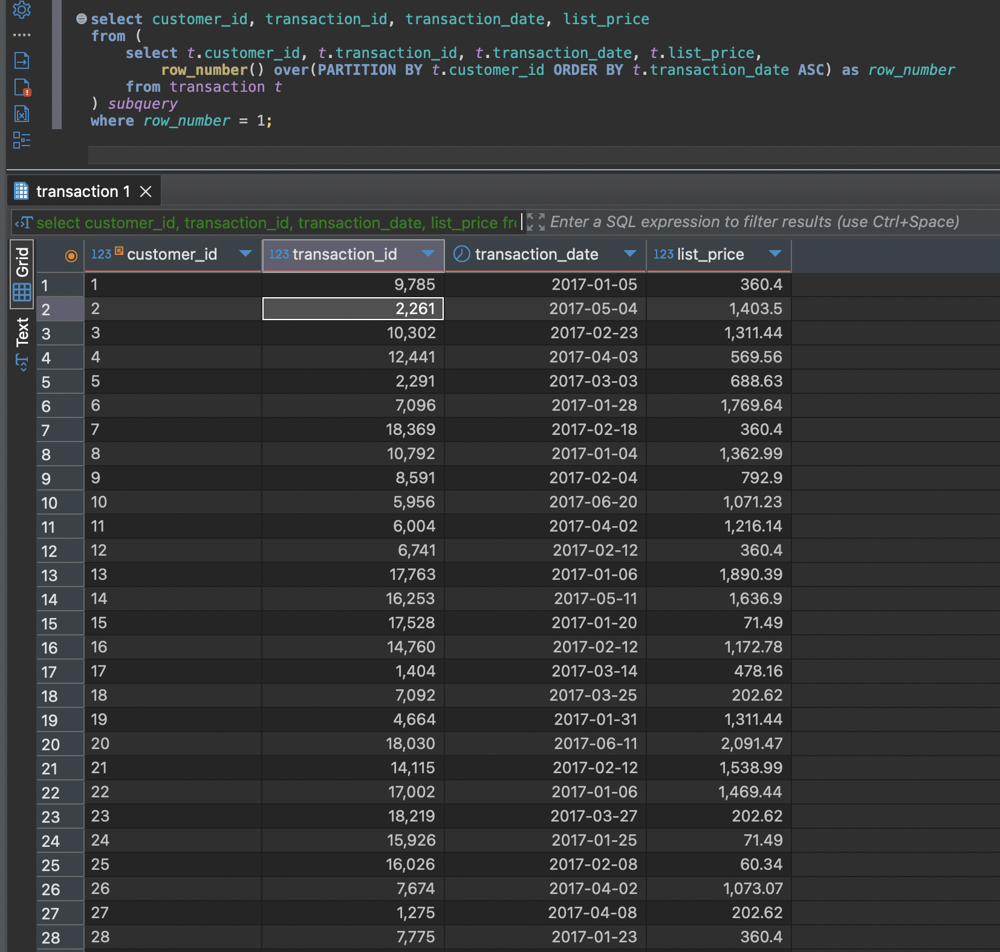 select customer_id, transaction_id, transaction_date, list_price
from (
select t.customer_id, t.transaction_id, t.transaction_date, t.list_price,
row_number() over(PARTITION BY t.customer_id ORDER BY t.transaction_date ASC) as row_number
from transaction t
) subquery
where row_number = 1;
transaction 1
select customer_id, transaction_id, transaction_date, list_price fr Enter a SQL expression to filter results (use Ctrl+Space)
Grid
Text
123 customer_id 123 transaction_id transaction_date 123 list_price
1 1 9,785 2017-01-05 360.4
2 2 2,261 2017-05-04 1,403.5
3 3 10,302 2017-02-23 1,311.44
4 4 12,441 2017-04-03 569.56
5 5 2,291 2017-03-03 688.63
6 6 7,096 2017-01-28 1,769.64
7 7 18,369 2017-02-18 360.4
8 8 10,792 2017-01-04 1,362.99
9 9 8,591 2017-02-04 792.9
10 10 5,956 2017-06-20 1,071.23
11 11 6,004 2017-04-02 1,216.14
12 12 6,741 2017-02-12 360.4
13 13 17,763 2017-01-06 1,890.39
14 14 16,253 2017-05-11 1,636.9
15 15 17,528 2017-01-20 71.49
16 16 14,760 2017-02-12 1,172.78
17 17 1,404 2017-03-14 478.16
18 18 7,092 2017-03-25 202.62
19 19 4,664 2017-01-31 1,311.44
20 20 18,030 2017-06-11 2,091.47
21 21 14,115 2017-02-12 1,538.99
22 22 17,002 2017-01-06 1,469.44
23 23 18,219 2017-03-27 202.62
24 24 15,926 2017-01-25 71.49
25 25 16,026 2017-02-08 60.34
26 26 7,674 2017-04-02 1,073.07
27 27 1,275 2017-04-08 202.62
28 28 7,775 2017-01-23 360.4